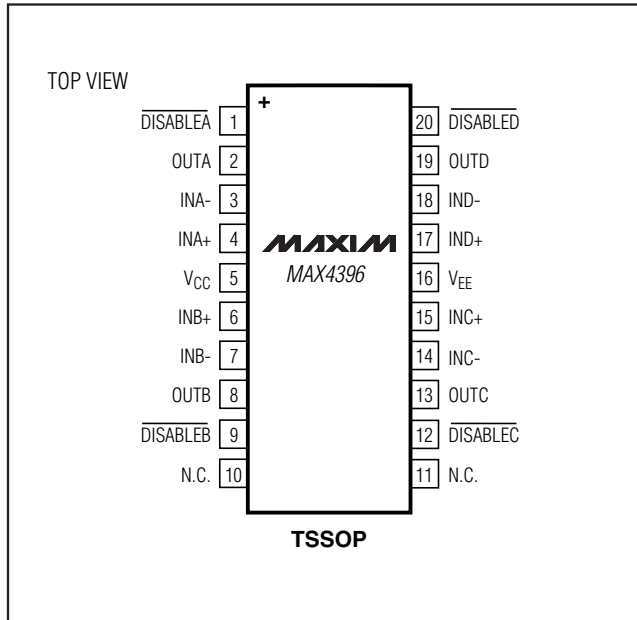 TOP VIEW
+
DISABLEA 1
OUTA 2
INA- 3
INA+ 4
VCC 5
INB+ 6
INB- 7
OUTB 8
DISABLEB 9
N.C. 10
20 DISABLED
19 OUTD
18 IND-
17 IND+
16 VEE
15 INC+
14 INC-
13 OUTC
12 DISABLEC
11 N.C.
MAXIM
MAX4396
TSSOP